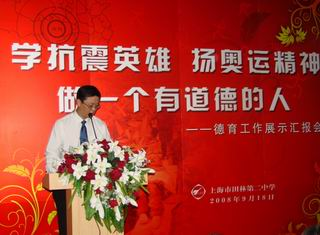 学抗震英雄 扬奥运精神
做一个有道德的人
——德育工作展示汇报会
上海市田林第二中学
2008年9月18日